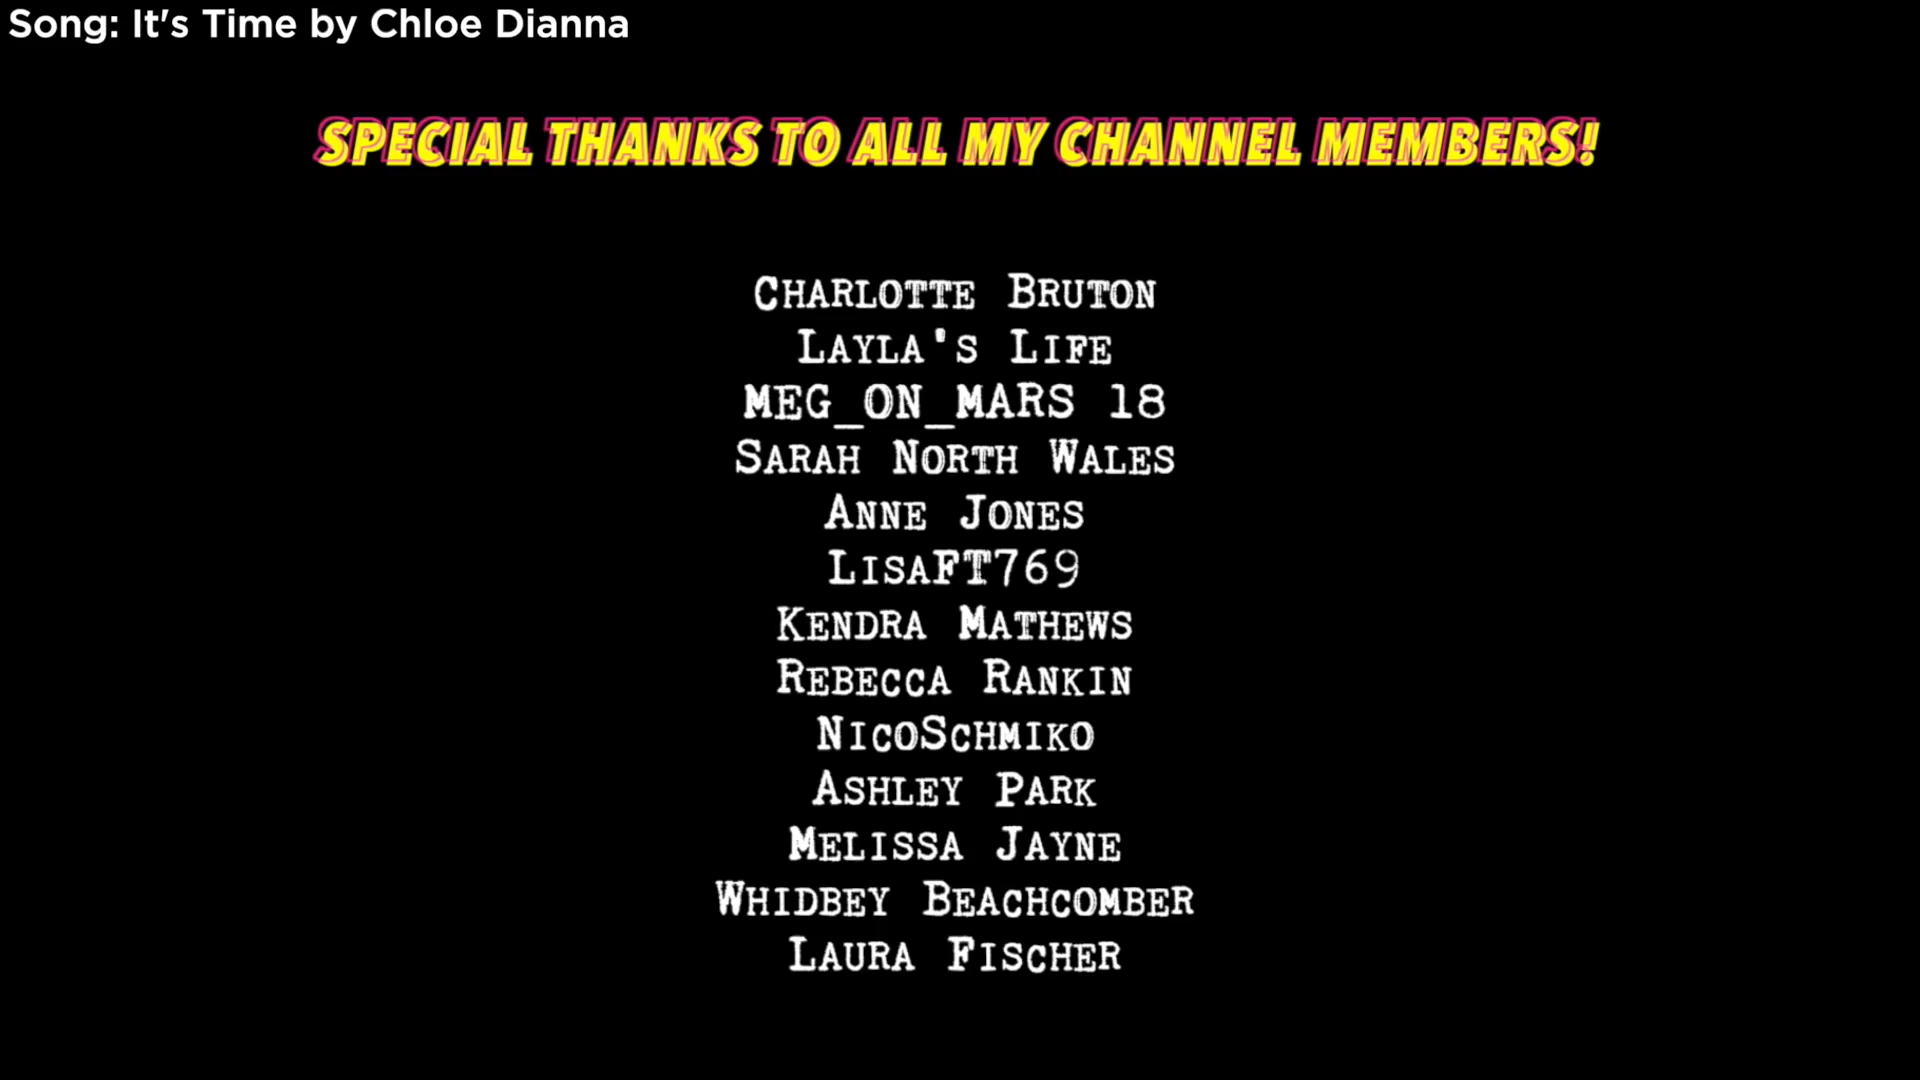 Song: It's Time by Chloe Dianna
SPECIAL THANKS TO ALL MY CHANNEL MEMBERS!
Charlotte Bruton
Layla's Life
MEG_ON_MARS 18
Sarah North Wales
Anne Jones
LisaFT769
Kendra Mathews
Rebecca Rankin
NicoSchmiko
Ashley Park
Melissa Jayne
Whidbey Beachcomber
Laura Fischer